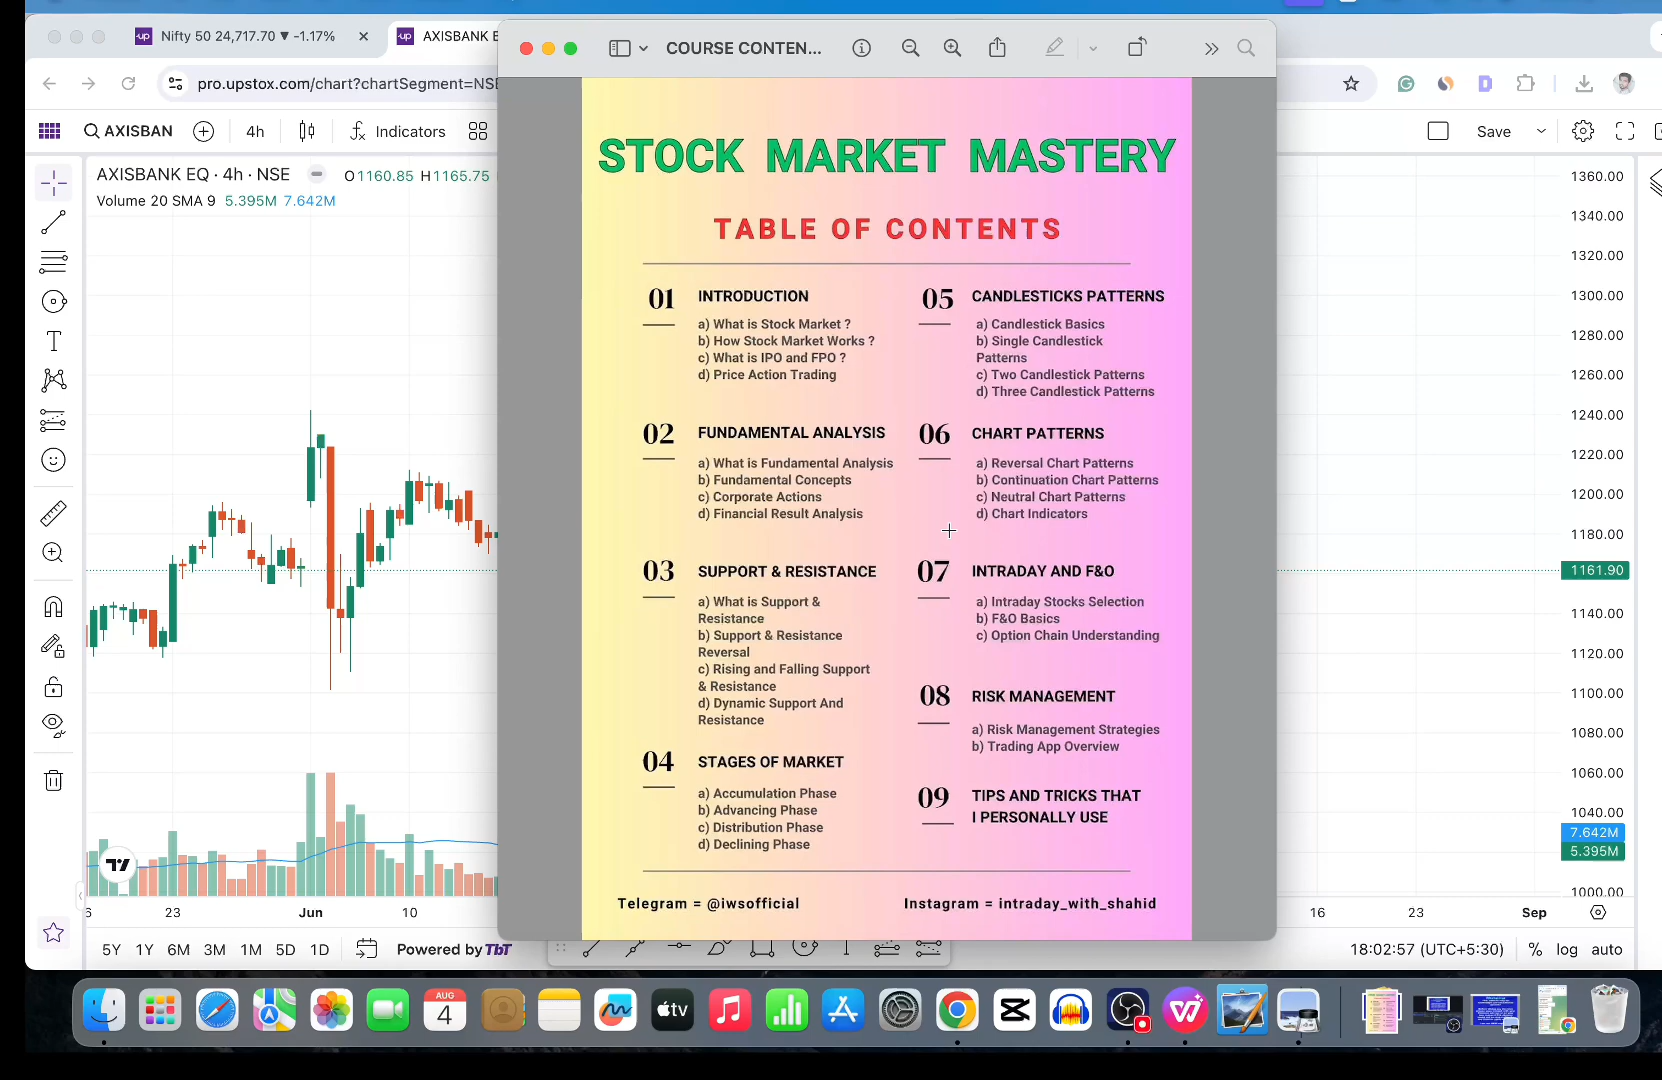 Nifty 50 24,717.70 ▼ -1.17%
AXISBANK E
pro.upstox.com/chart?chartSegment=NSE
COURSE CONTEN...
AXISBAN
4h
Indicators
Save
AXISBANK EQ · 4h · NSE
O1160.85 H1165.75
Volume 20 SMA 9 5.395M 7.642M
STOCK MARKET MASTERY
TABLE OF CONTENTS
01 INTRODUCTION
a) What is Stock Market ?
b) How Stock Market Works ?
c) What is IPO and FPO ?
d) Price Action Trading
02 FUNDAMENTAL ANALYSIS
a) What is Fundamental Analysis
b) Fundamental Concepts
c) Corporate Actions
d) Financial Result Analysis
03 SUPPORT & RESISTANCE
a) What is Support &
Resistance
b) Support & Resistance
Reversal
c) Rising and Falling Support
& Resistance
d) Dynamic Support And
Resistance
04 STAGES OF MARKET
a) Accumulation Phase
b) Advancing Phase
c) Distribution Phase
d) Declining Phase
05 CANDLESTICKS PATTERNS
a) Candlestick Basics
b) Single Candlestick
Patterns
c) Two Candlestick Patterns
d) Three Candlestick Patterns
06 CHART PATTERNS
a) Reversal Chart Patterns
b) Continuation Chart Patterns
c) Neutral Chart Patterns
d) Chart Indicators
07 INTRADAY AND F&O
a) Intraday Stocks Selection
b) F&O Basics
c) Option Chain Understanding
08 RISK MANAGEMENT
a) Risk Management Strategies
b) Trading App Overview
09 TIPS AND TRICKS THAT
I PERSONALLY USE
Telegram = @iwsofficial
Instagram = intraday_with_shahid
1360.00
1340.00
1320.00
1300.00
1280.00
1260.00
1240.00
1220.00
1200.00
1180.00
1161.90
1140.00
1120.00
1100.00
1080.00
1060.00
1040.00
7.642M
5.395M
1000.00
6 23 Jun 10 16 23 Sep
5Y 1Y 6M 3M 1M 5D 1D
Powered by TbT
18:02:57 (UTC+5:30) % log auto
AUG
4
tv